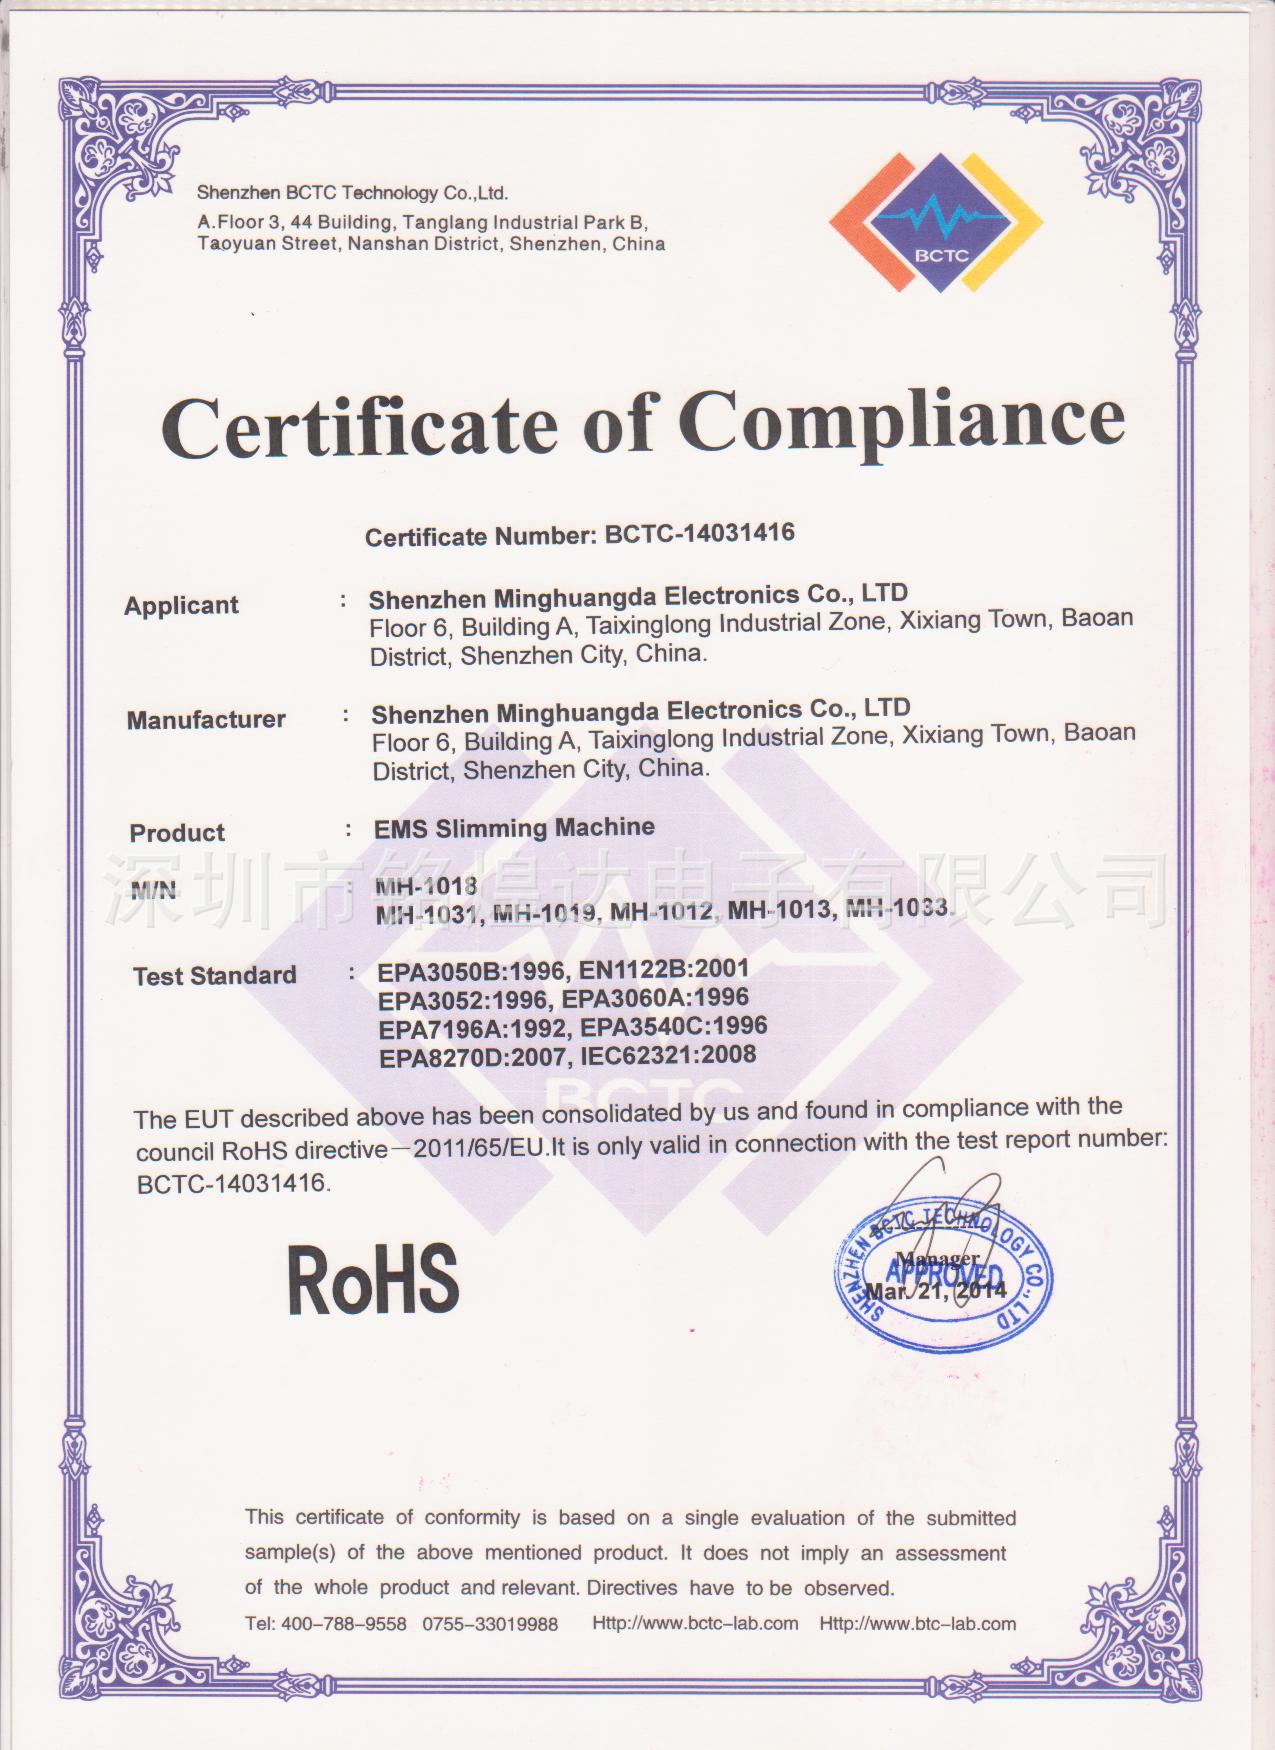 Shenzhen BCTC Technology Co.,Ltd.
A.Floor 3, 44 Building, Tanglang Industrial Park B,
Taoyuan Street, Nanshan District, Shenzhen, China
BCTC
Certificate of Compliance
Certificate Number: BCTC-14031416
Applicant : Shenzhen Minghuangda Electronics Co., LTD
Floor 6, Building A, Taixinglong Industrial Zone, Xixiang Town, Baoan
District, Shenzhen City, China.
Manufacturer : Shenzhen Minghuangda Electronics Co., LTD
Floor 6, Building A, Taixinglong Industrial Zone, Xixiang Town, Baoan
District, Shenzhen City, China.
Product : EMS Slimming Machine
深圳市铭煌达电子有限公司
M/N : MH-1018
MH-1031, MH-1019, MH-1012, MH-1013, MH-1033.
Test Standard : EPA3050B:1996, EN1122B:2001
EPA3052:1996, EPA3060A:1996
EPA7196A:1992, EPA3540C:1996
EPA8270D:2007, IEC62321:2008
BCTC
The EUT described above has been consolidated by us and found in compliance with the
council RoHS directive—2011/65/EU.It is only valid in connection with the test report number:
BCTC-14031416.
RoHS
SHENZHEN BCTC TECHNOLOGY CO., LTD
Manager
APPROVED
Mar. 21, 2014
This certificate of conformity is based on a single evaluation of the submitted
sample(s) of the above mentioned product. It does not imply an assessment
of the whole product and relevant. Directives have to be observed.
Tel: 400-788-9558 0755-33019988 Http://www.bctc-lab.com Http://www.btc-lab.com